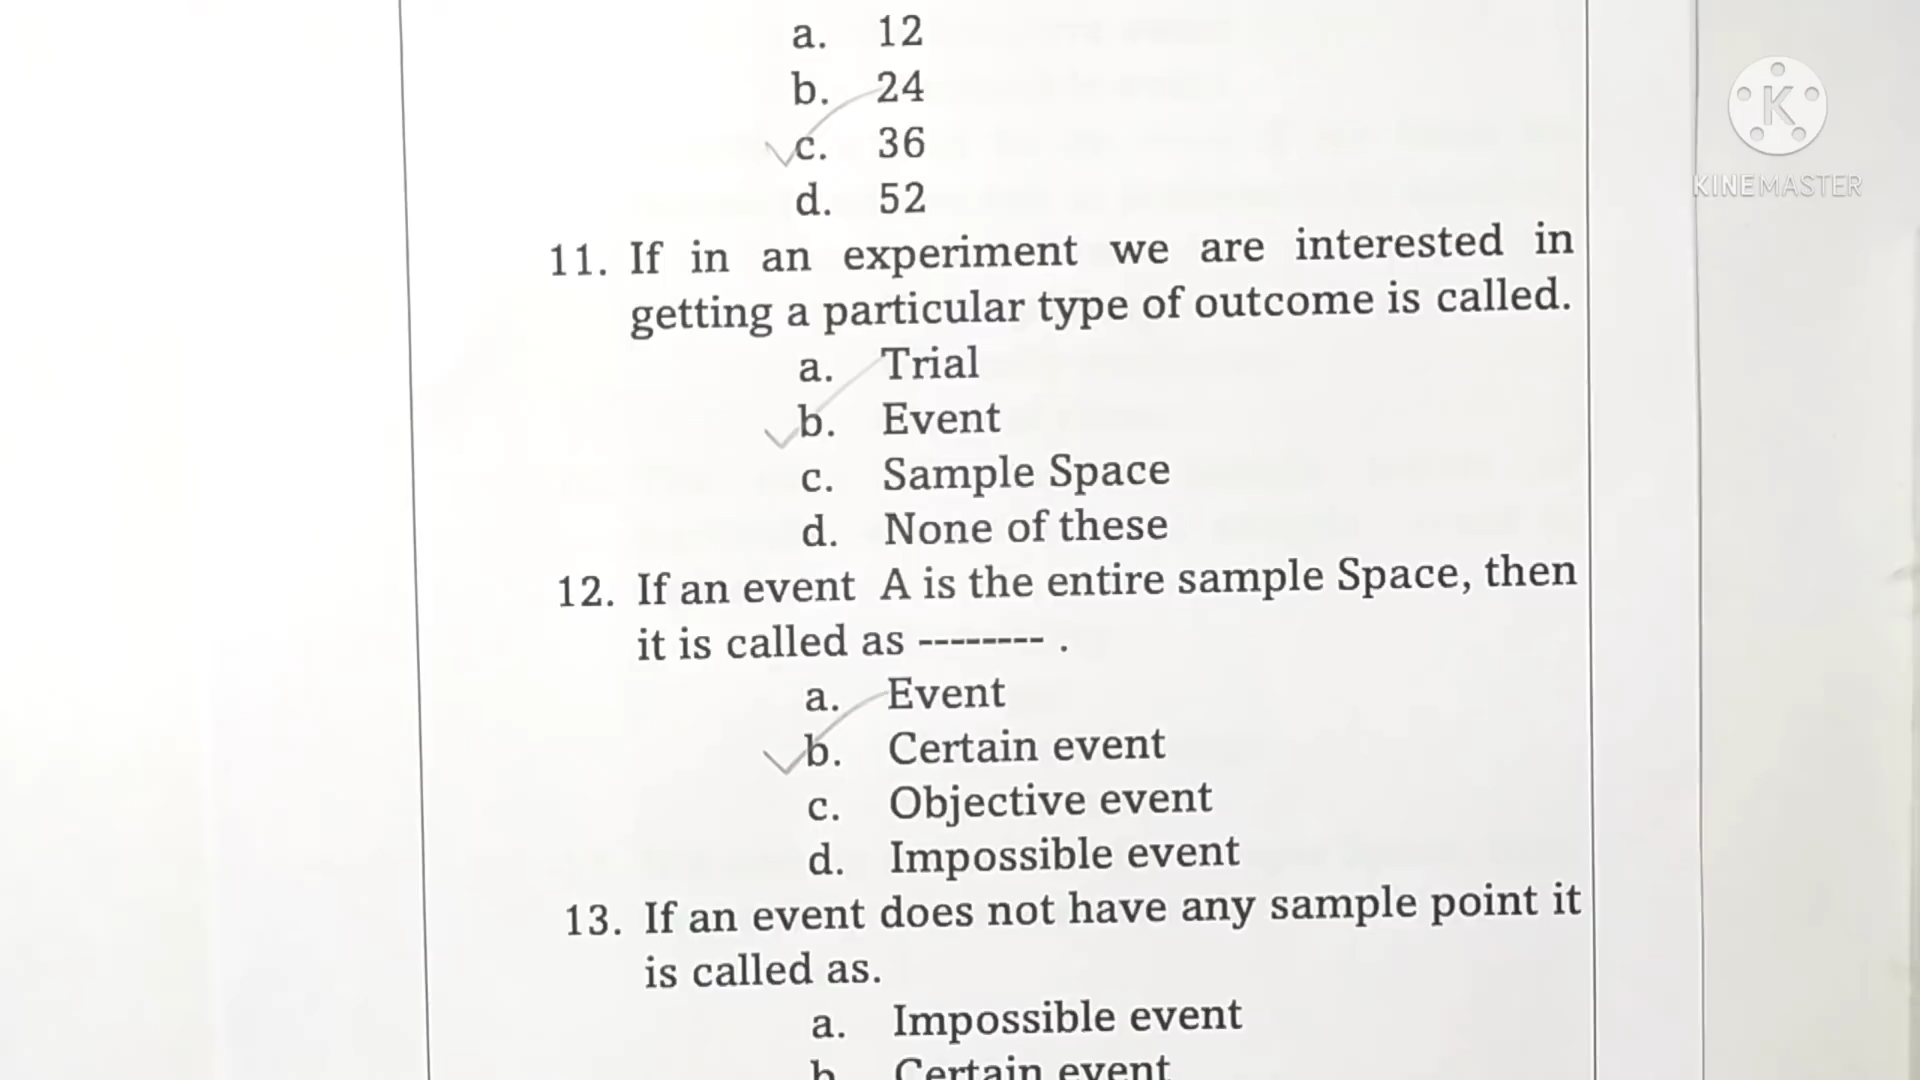 a. 12
b. 24
c. 36
d. 52
11. If in an experiment we are interested in
getting a particular type of outcome is called.
a. Trial
b. Event
c. Sample Space
d. None of these
12. If an event A is the entire sample Space, then
it is called as -------- .
a. Event
b. Certain event
c. Objective event
d. Impossible event
13. If an event does not have any sample point it
is called as.
a. Impossible event
b Certain event
K
KINEMASTER